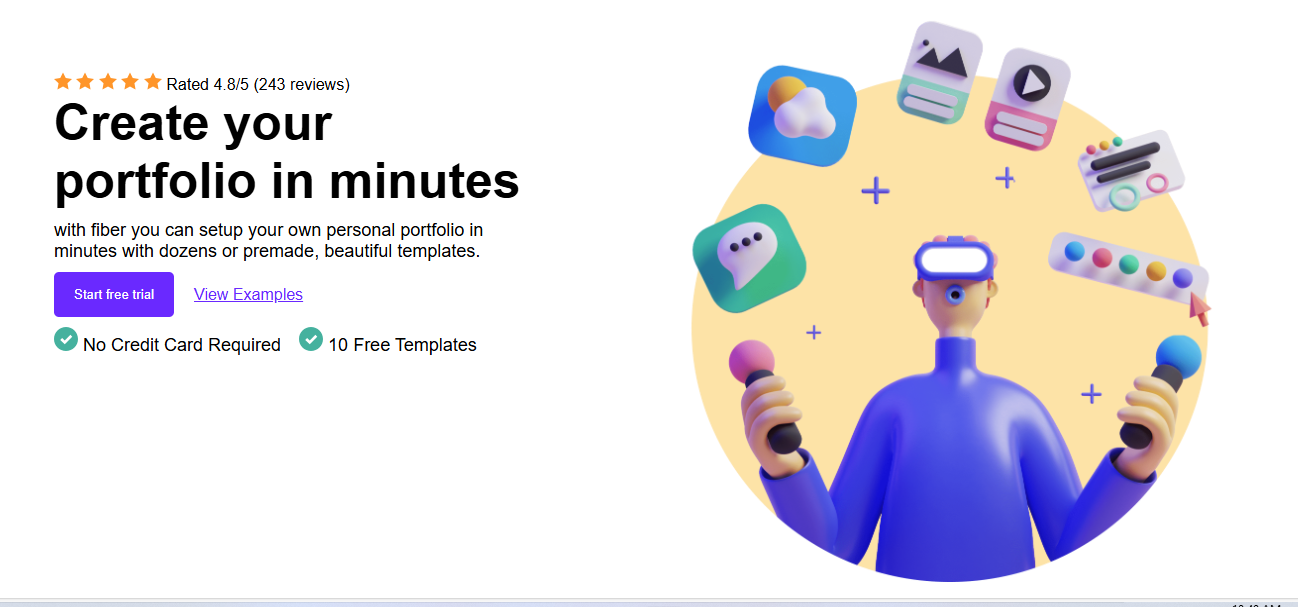 Rated 4.8/5 (243 reviews)
Create your
portfolio in minutes
with fiber you can setup your own personal portfolio in
minutes with dozens or premade, beautiful templates.
Start free trial
View Examples
No Credit Card Required
10 Free Templates